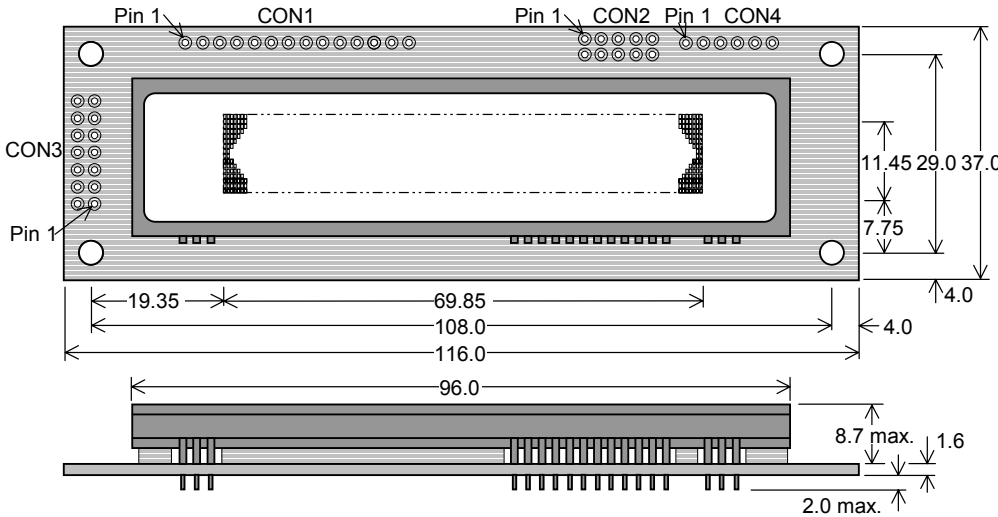 Pin 1 CON1 Pin 1 CON2 Pin 1 CON4
CON3
11.45 29.0 37.0
Pin 1
7.75
19.35 69.85 4.0
108.0 4.0
116.0
96.0
8.7 max. 1.6
2.0 max.